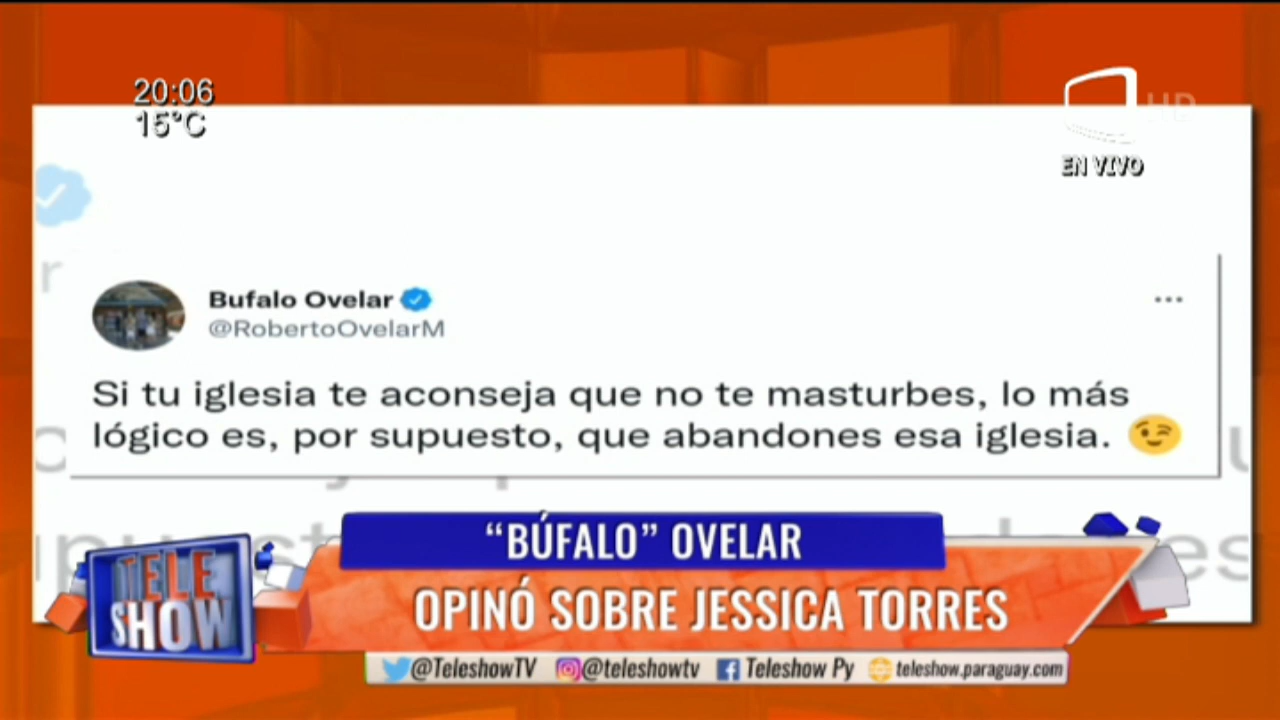 20:06
15°C
HD
EN VIVO
Bufalo Ovelar
@RobertoOvelarM
Si tu iglesia te aconseja que no te masturbes, lo más
lógico es, por supuesto, que abandones esa iglesia. 😉
TELE
SHOW
“BÚFALO” OVELAR
OPINÓ SOBRE JESSICA TORRES
@TeleshowTV @teleshowtv Teleshow Py teleshow.paraguay.com